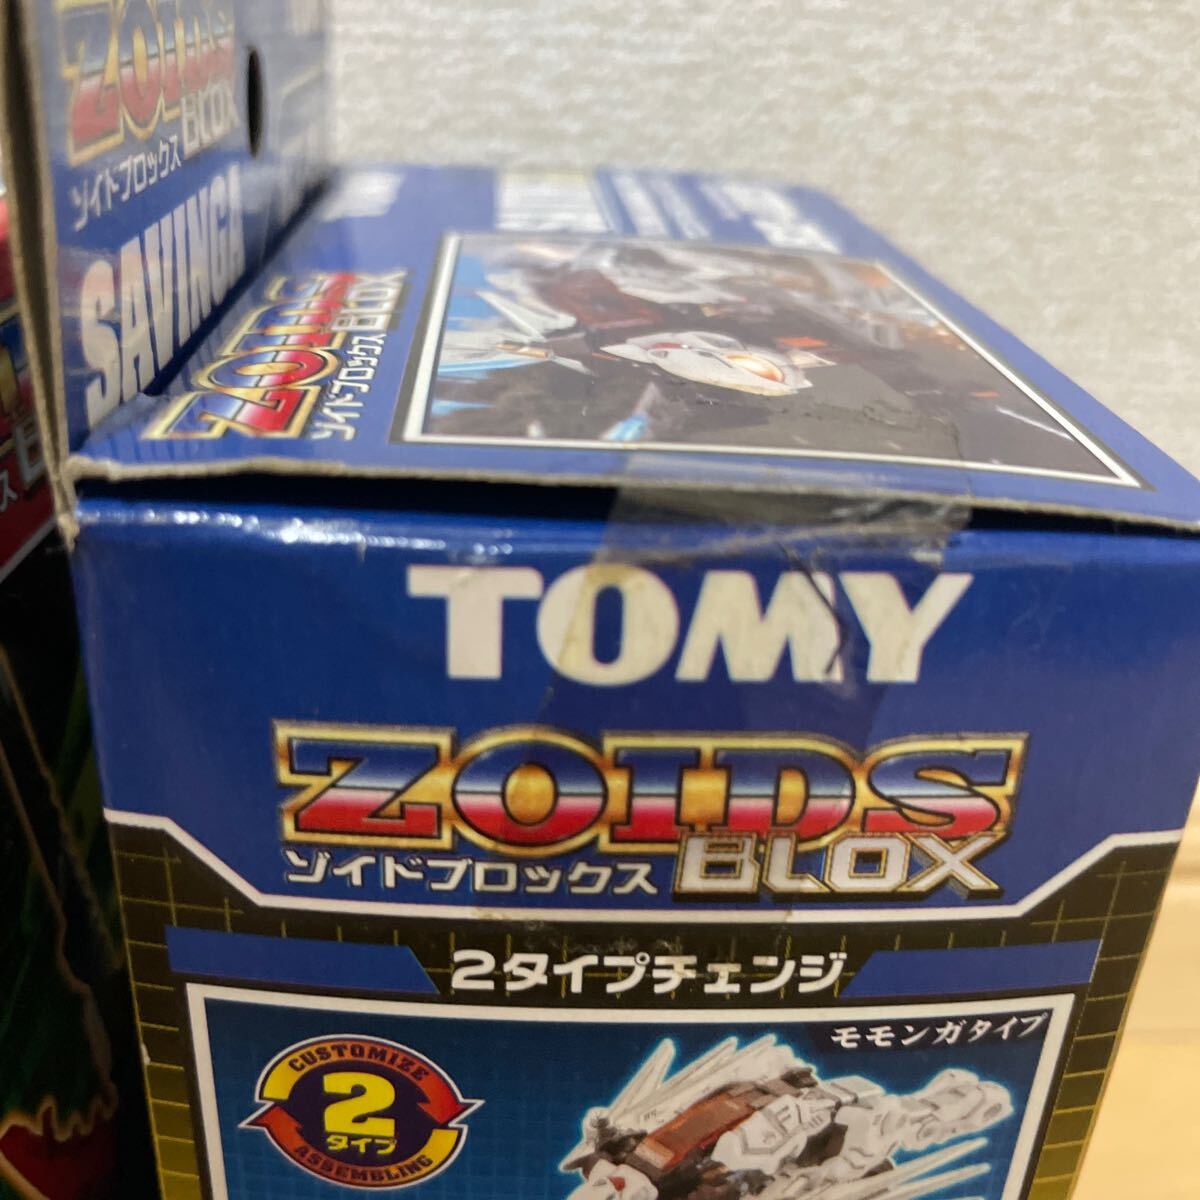 ZOIDS
BLOX
ゾイドブロックス
SAVINGA
ZOIDS
BLOX
ゾイドブロックス
TOMY
ZOIDS
BLOX
ゾイドブロックス
2タイプチェンジ
モモンガタイプ
CUSTOMIZE
2
タイプ
ASSEMBLING